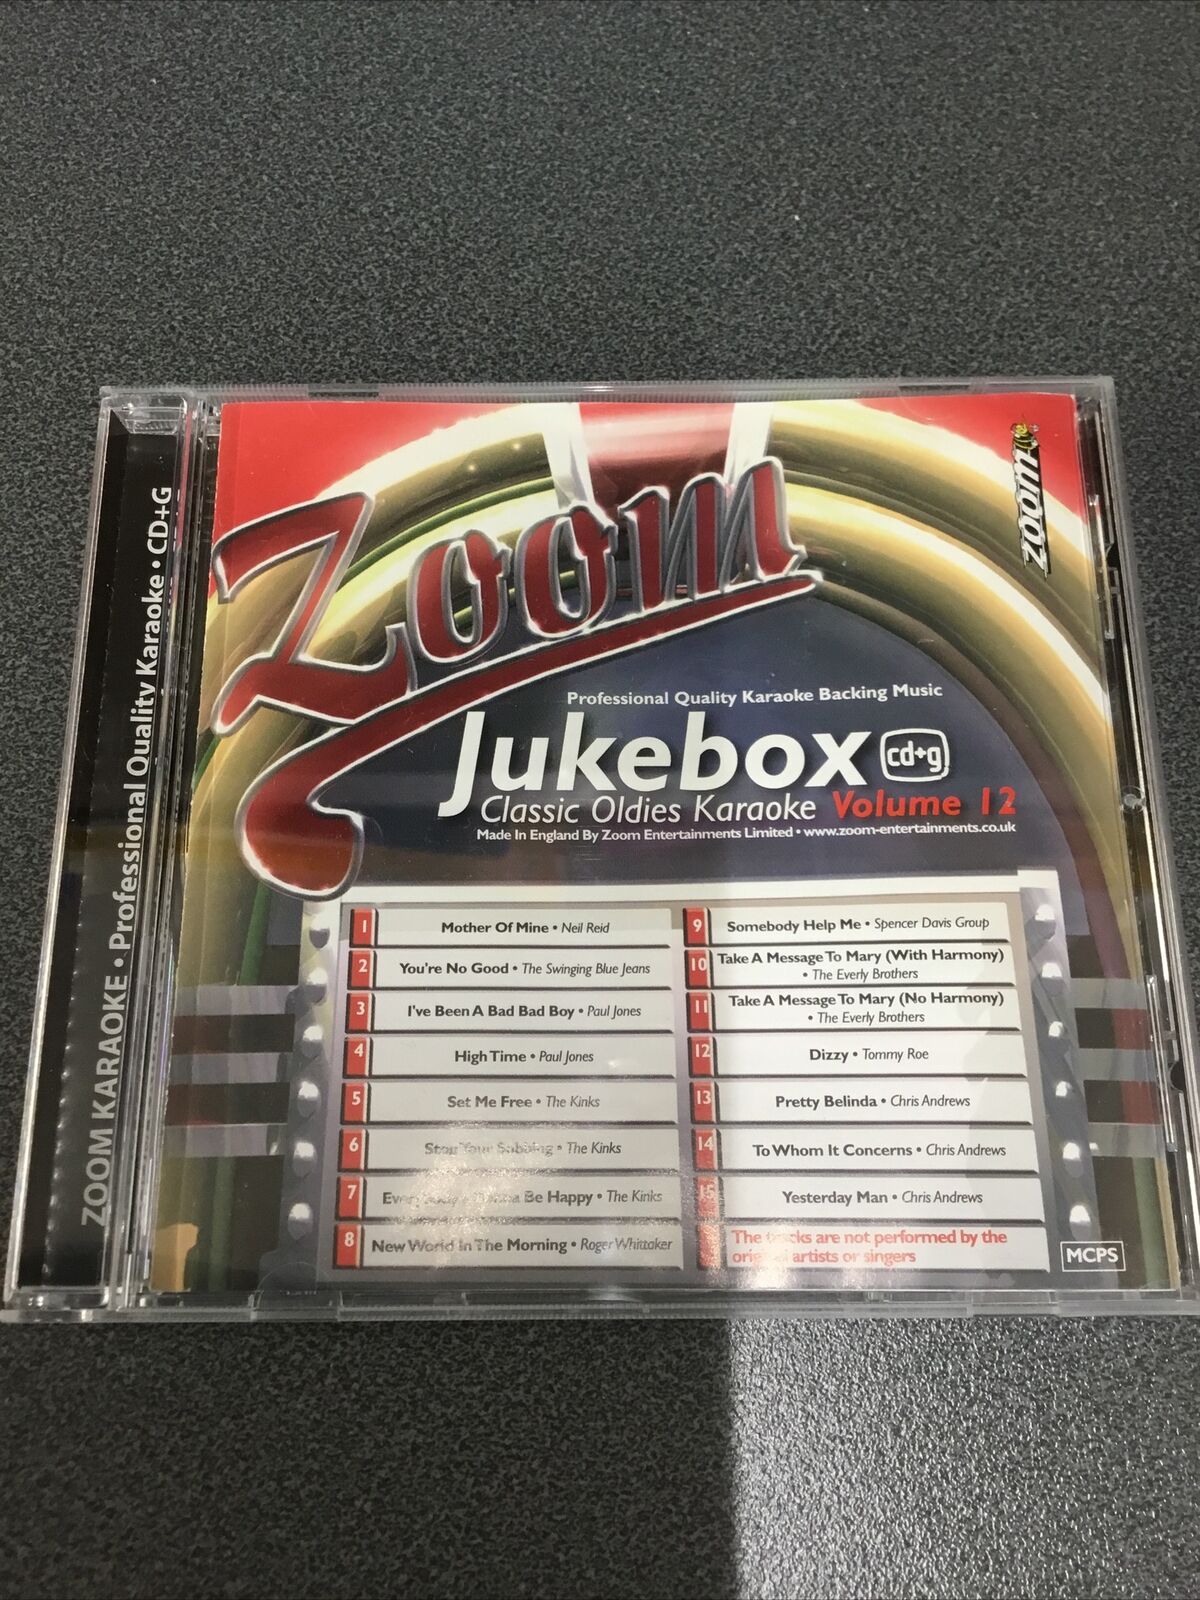 ZOOM KARAOKE • Professional Quality Karaoke • CD+G
Zoom
zoom
Professional Quality Karaoke Backing Music
Jukebox cd+g
Classic Oldies Karaoke Volume 12
Made In England By Zoom Entertainments Limited • www.zoom-entertainments.co.uk
1 Mother Of Mine • Neil Reid
2 You're No Good • The Swinging Blue Jeans
3 I've Been A Bad Bad Boy • Paul Jones
4 High Time • Paul Jones
5 Set Me Free • The Kinks
6 Stop Your Sobbing • The Kinks
7 Everybody's Gonna Be Happy • The Kinks
8 New World In The Morning • Roger Whittaker
9 Somebody Help Me • Spencer Davis Group
10 Take A Message To Mary (With Harmony)
• The Everly Brothers
11 Take A Message To Mary (No Harmony)
• The Everly Brothers
12 Dizzy • Tommy Roe
13 Pretty Belinda • Chris Andrews
14 To Whom It Concerns • Chris Andrews
15 Yesterday Man • Chris Andrews
The tracks are not performed by the
original artists or singers
MCPS